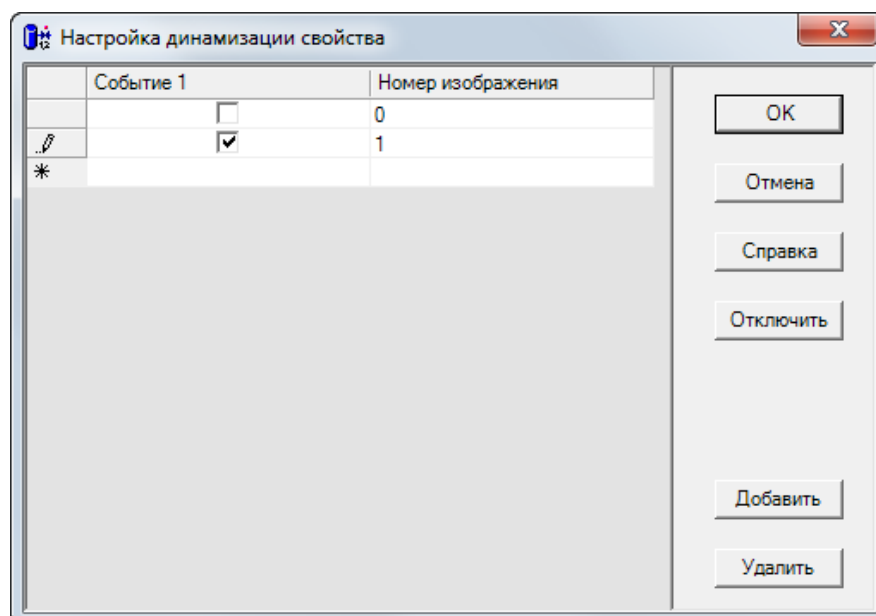 Настройка динамизации свойства
Событие 1 Номер изображения
0
1
OK
Отмена
Справка
Отключить
Добавить
Удалить